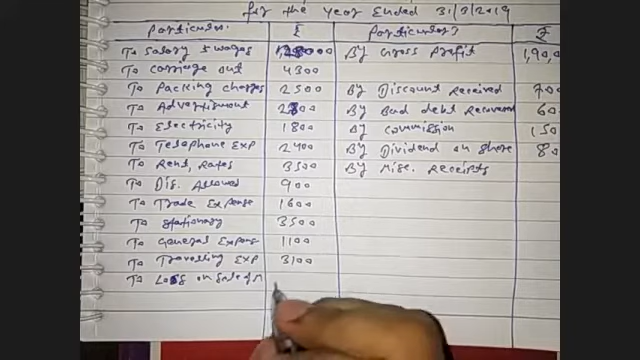 for the year Ended 31/3/2019
Particulars. ₹ Particulars ₹
To Salary & wages By Gross Profit 1,90,00
To Carriage out 4300
To Packing charges 2500 By Discount Received 700
To Advertisment 2300 By Bad debt Recovered 60
To Electricity 1800 By commission 150
To Telephone Exp 2400 By Dividend on share 80
To Rent, Rates 3500 By Misc. receipts
To Dis. Allowed 900
To Trade Expense 1600
To Stationary 3500
To General Expens 1100
To Travelling Exp 3100
To Loss on sale of